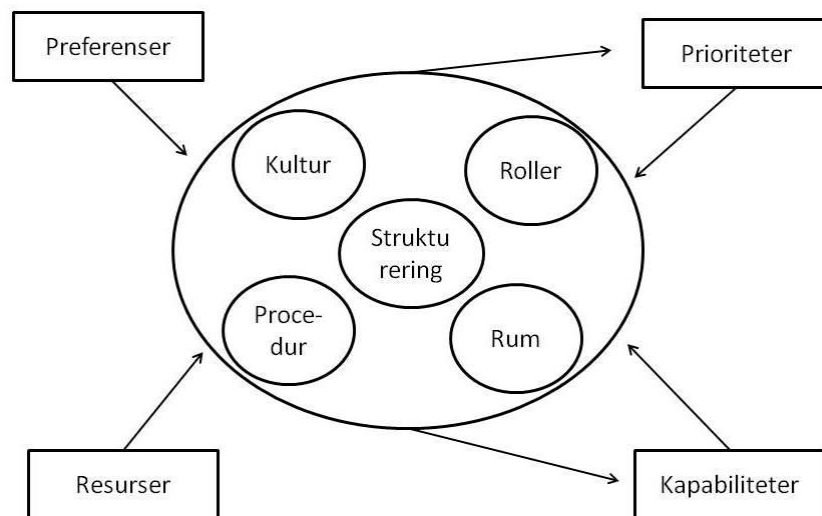 Preferenser
Prioriteter
Kultur
Roller
Struktu
rering
Proce-
dur
Rum
Resurser
Kapabiliteter